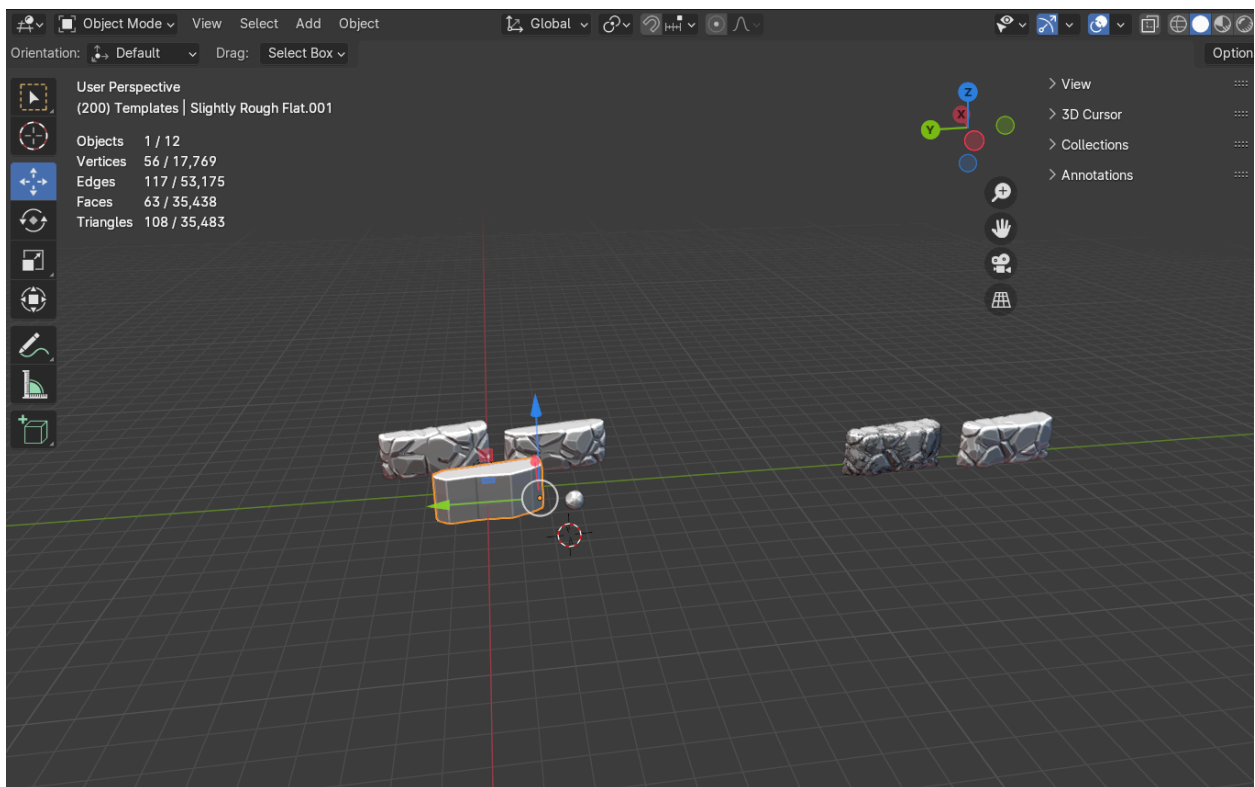 Object Mode View Select Add Object Global
Orientation: Default Drag: Select Box Option
User Perspective
(200) Templates | Slightly Rough Flat.001
Objects 1 / 12
Vertices 56 / 17,769
Edges 117 / 53,175
Faces 63 / 35,438
Triangles 108 / 35,483
Z
X
Y
View
3D Cursor
Collections
Annotations